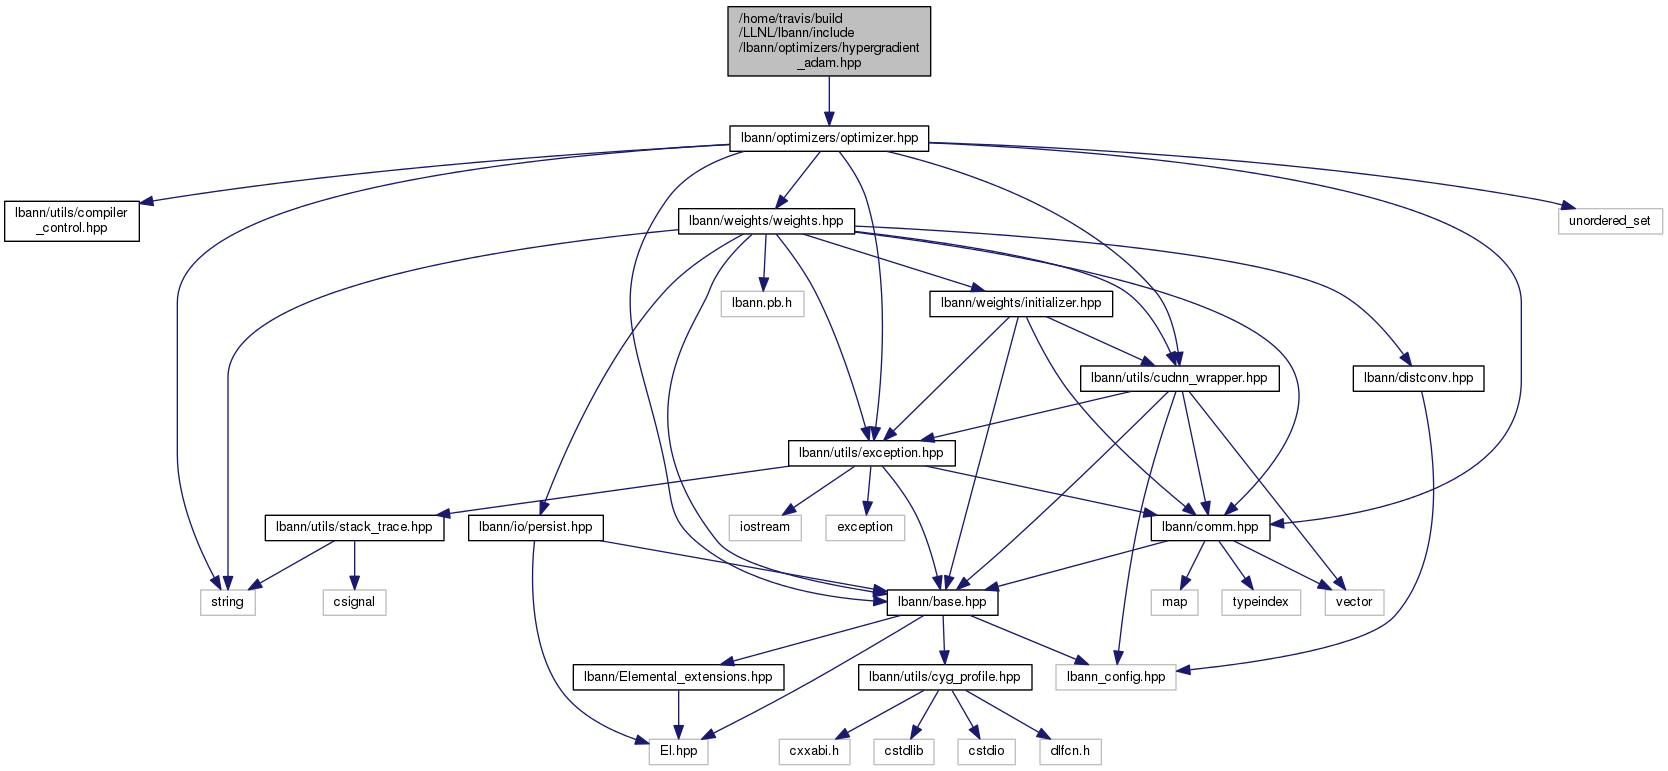 /home/travis/build
/LLNL/lbann/include
/lbann/optimizers/hypergradient
_adam.hpp
lbann/optimizers/optimizer.hpp
lbann/utils/compiler
_control.hpp
lbann/weights/weights.hpp
unordered_set
lbann.pb.h
lbann/weights/initializer.hpp
lbann/utils/cudnn_wrapper.hpp
lbann/distconv.hpp
lbann/utils/exception.hpp
lbann/utils/stack_trace.hpp
lbann/io/persist.hpp
iostream
exception
lbann/comm.hpp
string
csignal
lbann/base.hpp
map
typeindex
vector
lbann/Elemental_extensions.hpp
lbann/utils/cyg_profile.hpp
lbann_config.hpp
El.hpp
cxxabi.h
cstdlib
cstdio
dlfcn.h